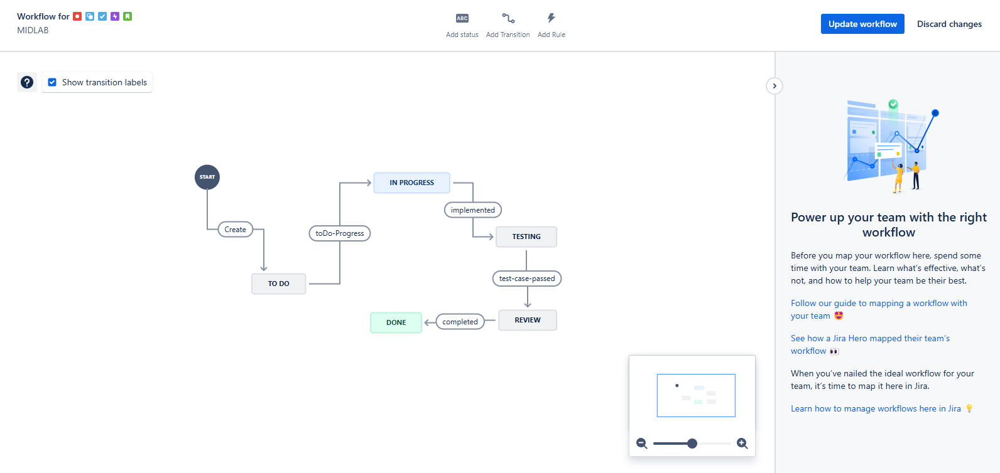 Workflow for
MIDLAB
ABC
Add status
Add Transition
Add Rule
Update workflow
Discard changes
?
Show transition labels
START
Create
TO DO
toDo-Progress
IN PROGRESS
implemented
TESTING
test-case-passed
REVIEW
completed
DONE
Power up your team with the right
workflow
Before you map your workflow here, spend some
time with your team. Learn what’s effective, what’s
not, and how to help your team be their best.
Follow our guide to mapping a workflow with
your team 🤩
See how a Jira Hero mapped their team’s
workflow 👀
When you’ve nailed the ideal workflow for your
team, it’s time to map it here in Jira.
Learn how to manage workflows here in Jira 💡